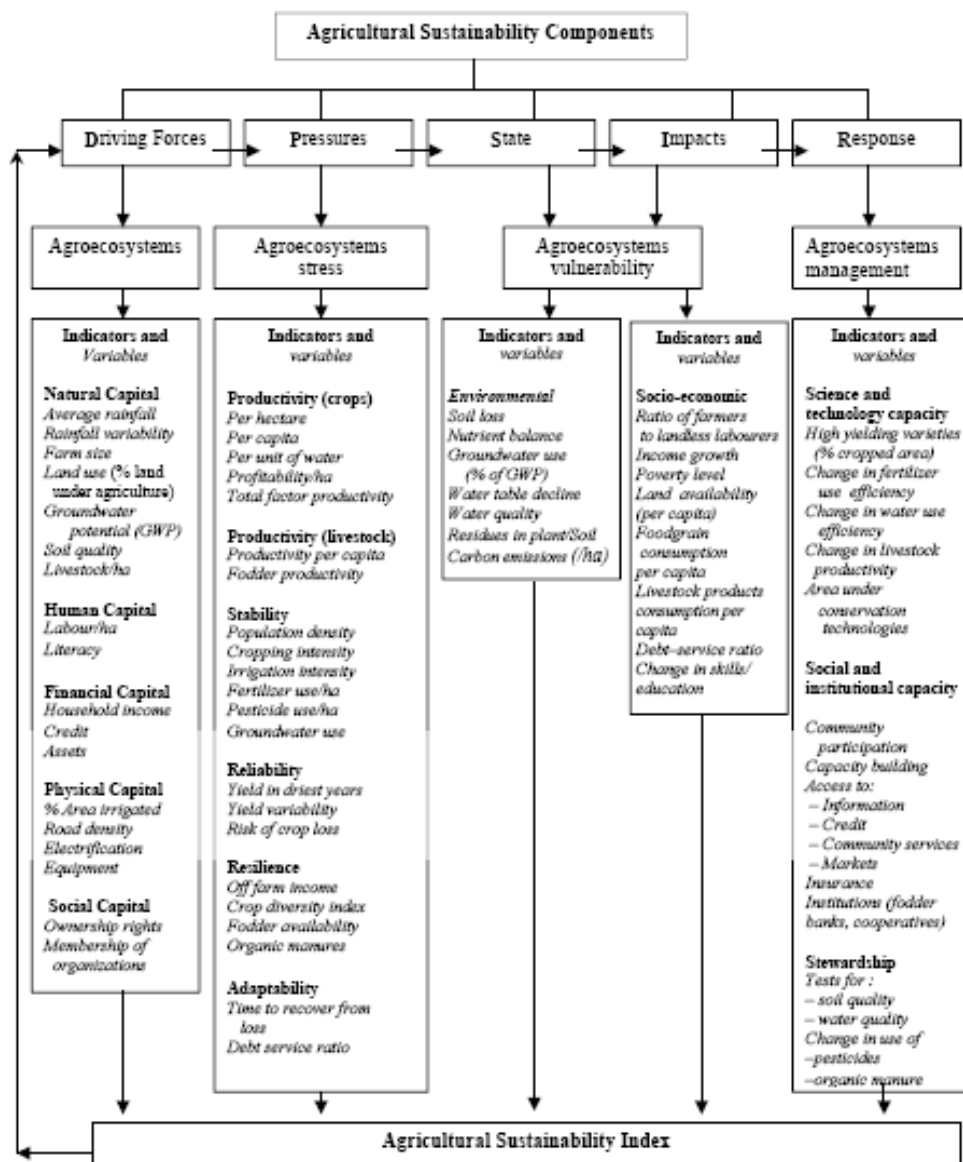 Agricultural Sustainability Components
Driving Forces
Pressures
State
Impacts
Response
Agroecosystems
Agroecosystems
stress
Agroecosystems
vulnerability
Agroecosystems
management
Indicators and
Variables
Natural Capital
Average rainfall
Rainfall variability
Farm size
Land use (% land
under agriculture)
Groundwater
potential (GWP)
Soil quality
Livestock/ha
Human Capital
Labour/ha
Literacy
Financial Capital
Household income
Credit
Assets
Physical Capital
% Area irrigated
Road density
Electrification
Equipment
Social Capital
Ownership rights
Membership of
organizations
Indicators and
variables
Productivity (crops)
Per hectare
Per capita
Per unit of water
Profitability/ha
Total factor productivity
Productivity (livestock)
Productivity per capita
Fodder productivity
Stability
Population density
Cropping intensity
Irrigation intensity
Fertilizer use/ha
Pesticide use/ha
Groundwater use
Reliability
Yield in driest years
Yield variability
Risk of crop loss
Resilience
Off farm income
Crop diversity index
Fodder availability
Organic manures
Adaptability
Time to recover from
loss
Debt service ratio
Indicators and
variables
Environmental
Soil loss
Nutrient balance
Groundwater use
(% of GWP)
Water table decline
Water quality
Residues in plant/Soil
Carbon emissions (/ha)
Indicators and
variables
Socio-economic
Ratio of farmers
to landless labourers
Income growth
Poverty level
Land availability
(per capita)
Foodgrain
consumption
per capita
Livestock products
consumption per
capita
Debt–service ratio
Change in skills/
education
Indicators and
variables
Science and
technology capacity
High yielding varieties
(% cropped area)
Change in fertilizer
use efficiency
Change in water use
efficiency
Change in livestock
productivity
Area under
conservation
technologies
Social and
institutional capacity
Community
participation
Capacity building
Access to:
– Information
– Credit
– Community services
– Markets
Insurance
Institutions (fodder
banks, cooperatives)
Stewardship
Tests for :
– soil quality
– water quality
Change in use of
–pesticides
–organic manure
Agricultural Sustainability Index